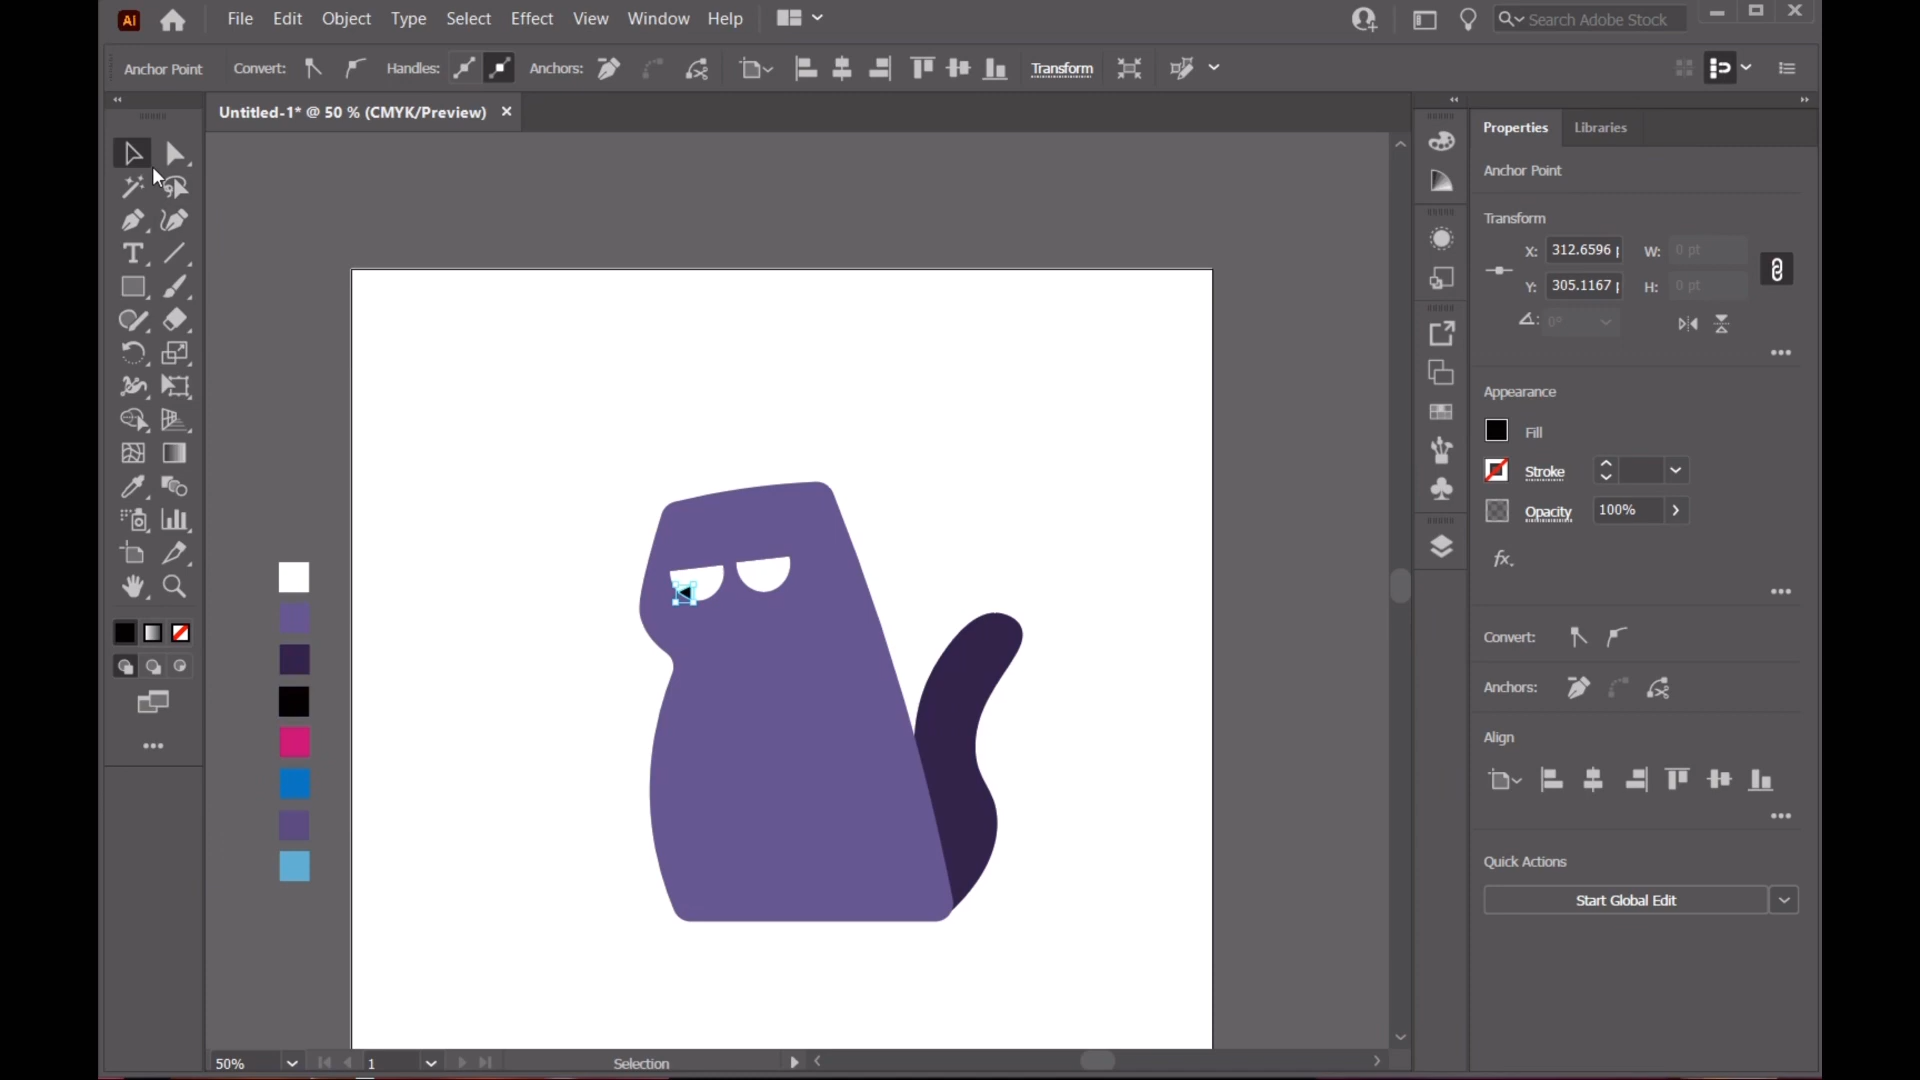 Ai File Edit Object Type Select Effect View Window Help Search Adobe Stock
Anchor Point Convert: Handles: Anchors: Transform
Untitled-1* @ 50 % (CMYK/Preview) ×
Properties Libraries
Anchor Point
Transform
X: 312.6596 p W: 0 pt
Y: 305.1167 p H: 0 pt
0°
Appearance
Fill
Stroke
Opacity 100%
fx.
Convert:
Anchors:
Align
Quick Actions
Start Global Edit
50% 1 Selection